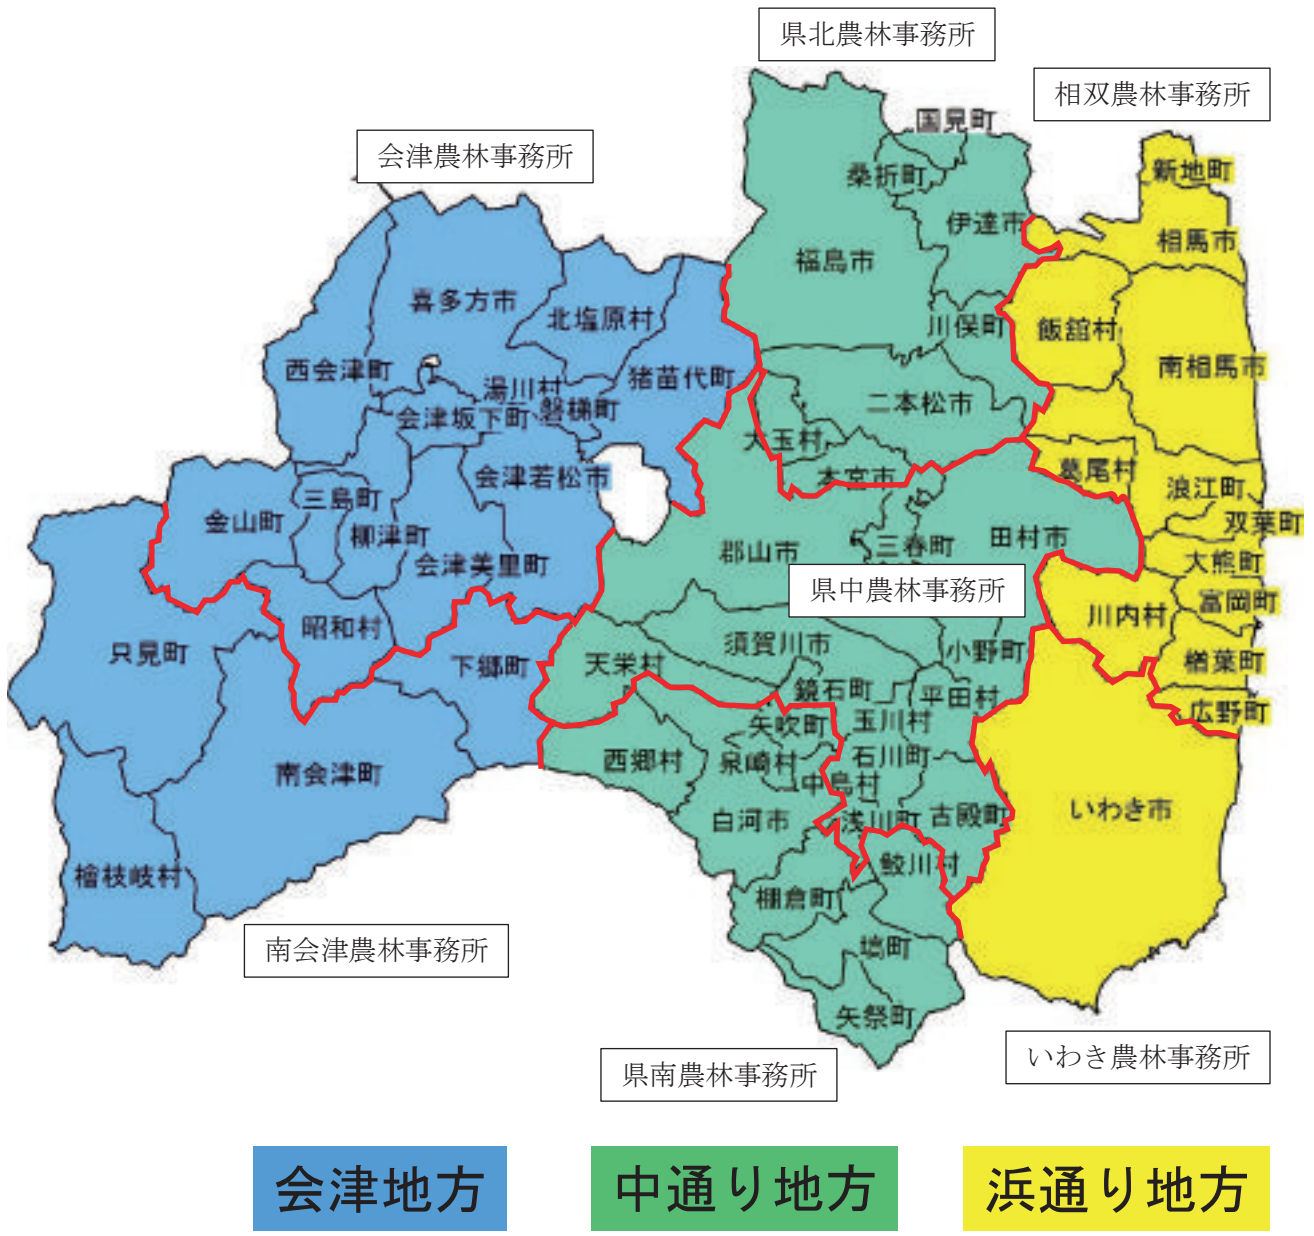 県北農林事務所
相双農林事務所
会津農林事務所
国見町
桑折町
新地町
伊達市
相馬市
福島市
喜多方市
北塩原村
川俣町
飯舘村
西会津町
猪苗代町
南相馬市
湯川村
磐梯町
会津坂下町
二本松市
大玉村
本宮市
葛尾村
会津若松市
三島町
浪江町
金山町
柳津町
双葉町
郡山市
三春町
田村市
大熊町
会津美里町
県中農林事務所
富岡町
川内村
昭和村
只見町
下郷町
天栄村
須賀川市
小野町
楢葉町
鏡石町
平田村
広野町
矢吹町
玉川村
西郷村
泉崎村
石川町
南会津町
中島村
白河市
浅川町
古殿町
いわき市
檜枝岐村
鮫川村
棚倉町
南会津農林事務所
塙町
矢祭町
県南農林事務所
いわき農林事務所
会津地方
中通り地方
浜通り地方